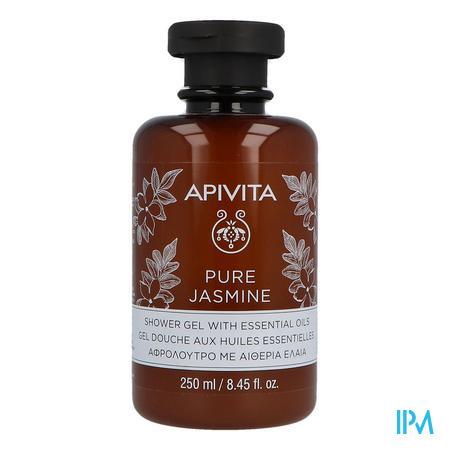 APIVITA
PURE
JASMINE
SHOWER GEL WITH ESSENTIAL OILS
GEL DOUCHE AUX HUILES ESSENTIELLES
ΑΦΡΟΛΟΥΤΡΟ ΜΕ ΑΙΘΕΡΙΑ ΕΛΑΙΑ
250 ml / 8.45 fl. oz.
IPM